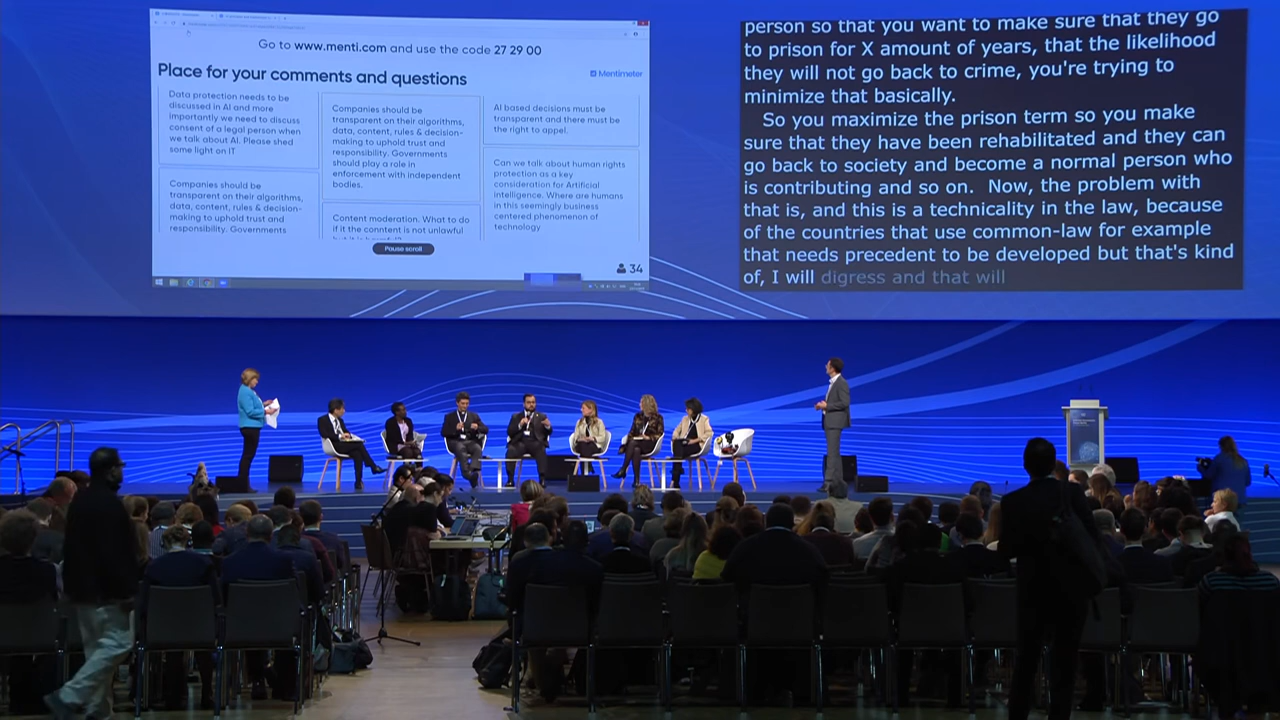 Go to www.menti.com and use the code 27 29 00
Place for your comments and questions
Mentimeter
Data protection needs to be
discussed in AI and more
importantly we need to discuss
consent of a legal person when
we talk about AI. Please shed
some light on IT
Companies should be
transparent on their algorithms,
data, content, rules & decision-
making to uphold trust and
responsibility. Governments
Companies should be
transparent on their algorithms,
data, content, rules & decision-
making to uphold trust and
responsibility. Governments
should play a role in
enforcement with independent
bodies.
Content moderation. What to do
if it the conntent is not unlawful
but it is harmful?
AI based decisions must be
transparent and there must be
the right to appel.
Can we talk about human rights
protection as a key
consideration for Artificial
intelligence. Where are humans
in this seemingly business
centered phenomenon of
technology
Pause scroll
34
person so that you want to make sure that they go
to prison for X amount of years, that the likelihood
they will not go back to crime, you're trying to
minimize that basically.
So you maximize the prison term so you make
sure that they have been rehabilitated and they can
go back to society and become a normal person who
is contributing and so on. Now, the problem with
that is, and this is a technicality in the law, because
of the countries that use common-law for example
that needs precedent to be developed but that's kind
of, I will digress and that will